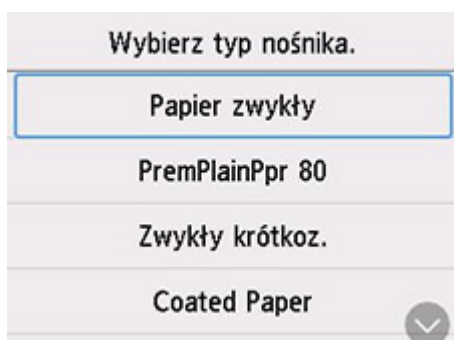 Wybierz typ nośnika.
Papier zwykły
PremPlainPpr 80
Zwykły krótkoz.
Coated Paper